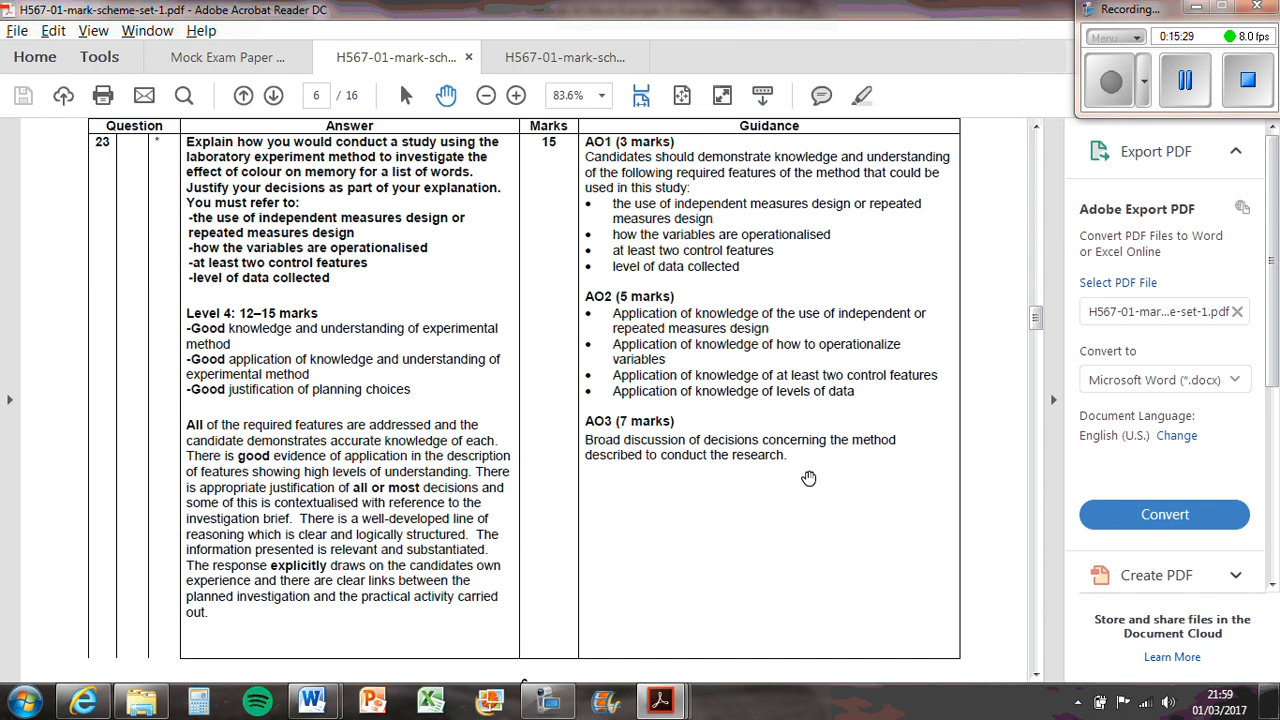 H567-01-mark-scheme-set-1.pdf - Adobe Acrobat Reader DC
Recording...
File Edit View Window Help
Menu
0:15:29
8.0 fps
Home
Tools
Mock Exam Paper ...
H567-01-mark-sch...
H567-01-mark-sch...
6 / 16
83.6%
Question
Answer
Marks
Guidance
23
*
Explain how you would conduct a study using the
laboratory experiment method to investigate the
effect of colour on memory for a list of words.
Justify your decisions as part of your explanation.
You must refer to:
-the use of independent measures design or
repeated measures design
-how the variables are operationalised
-at least two control features
-level of data collected
Level 4: 12–15 marks
-Good knowledge and understanding of experimental
method
-Good application of knowledge and understanding of
experimental method
-Good justification of planning choices
All of the required features are addressed and the
candidate demonstrates accurate knowledge of each.
There is good evidence of application in the description
of features showing high levels of understanding. There
is appropriate justification of all or most decisions and
some of this is contextualised with reference to the
investigation brief. There is a well-developed line of
reasoning which is clear and logically structured. The
information presented is relevant and substantiated.
The response explicitly draws on the candidates own
experience and there are clear links between the
planned investigation and the practical activity carried
out.
15
AO1 (3 marks)
Candidates should demonstrate knowledge and understanding
of the following required features of the method that could be
used in this study:
• the use of independent measures design or repeated
measures design
• how the variables are operationalised
• at least two control features
• level of data collected
AO2 (5 marks)
• Application of knowledge of the use of independent or
repeated measures design
• Application of knowledge of how to operationalize
variables
• Application of knowledge of at least two control features
• Application of knowledge of levels of data
AO3 (7 marks)
Broad discussion of decisions concerning the method
described to conduct the research.
Export PDF
Adobe Export PDF
Convert PDF Files to Word
or Excel Online
Select PDF File
H567-01-mar...e-set-1.pdf
Convert to
Microsoft Word (*.docx)
Document Language:
English (U.S.) Change
Convert
Create PDF
Store and share files in the
Document Cloud
Learn More
21:59
01/03/2017